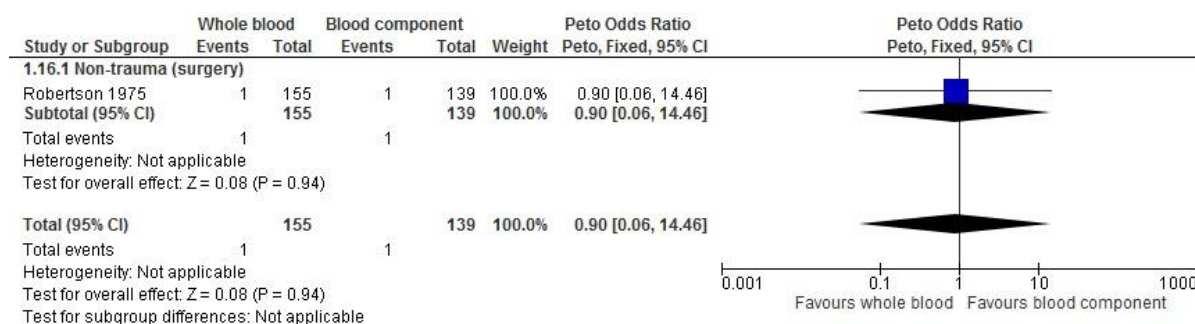 Whole blood Blood component Peto Odds Ratio Peto Odds Ratio
Study or Subgroup Events Total Events Total Weight Peto, Fixed, 95% CI Peto, Fixed, 95% CI
1.16.1 Non-trauma (surgery)
Robertson 1975 1 155 1 139 100.0% 0.90 [0.06, 14.46]
Subtotal (95% CI) 155 139 100.0% 0.90 [0.06, 14.46]
Total events 1 1
Heterogeneity: Not applicable
Test for overall effect: Z = 0.08 (P = 0.94)
Total (95% CI) 155 139 100.0% 0.90 [0.06, 14.46]
Total events 1 1
Heterogeneity: Not applicable
Test for overall effect: Z = 0.08 (P = 0.94)
Test for subgroup differences: Not applicable
0.001 0.1 1 10 1000
Favours whole blood Favours blood component